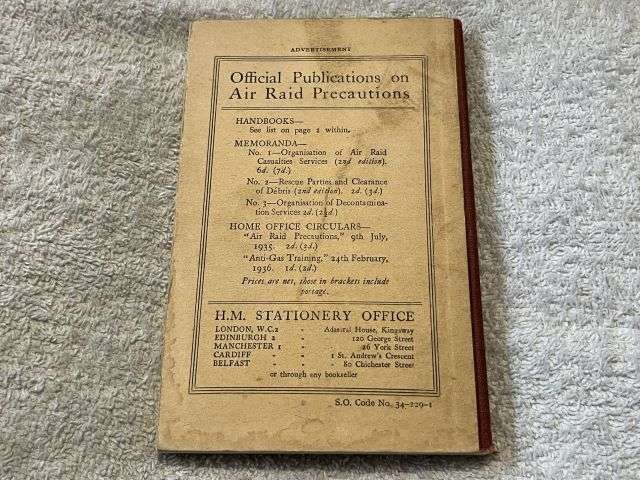 ADVERTISEMENT
Official Publications on
Air Raid Precautions
HANDBOOKS—
See list on page 2 within.
MEMORANDA—
No. 1—Organisation of Air Raid
Casualties Services (2nd edition).
6d. (7d.)
No. 2—Rescue Parties and Clearance
of Débris (2nd edition). 2d. (3d.)
No. 3—Organisation of Decontamina-
tion Services 2d. (2½d.)
HOME OFFICE CIRCULARS—
"Air Raid Precautions," 9th July,
1935. 2d. (3d.)
"Anti-Gas Training," 24th February,
1936. 1d. (2d.)
Prices are net, those in brackets include
postage.
H.M. STATIONERY OFFICE
LONDON, W.C.2 " Adastral House, Kingsway
EDINBURGH 2 " 120 George Street
MANCHESTER 1 " 26 York Street
CARDIFF " " 1 St. Andrew's Crescent
BELFAST " " 80 Chichester Street
or through any bookseller
S.O. Code No. 34-229-1